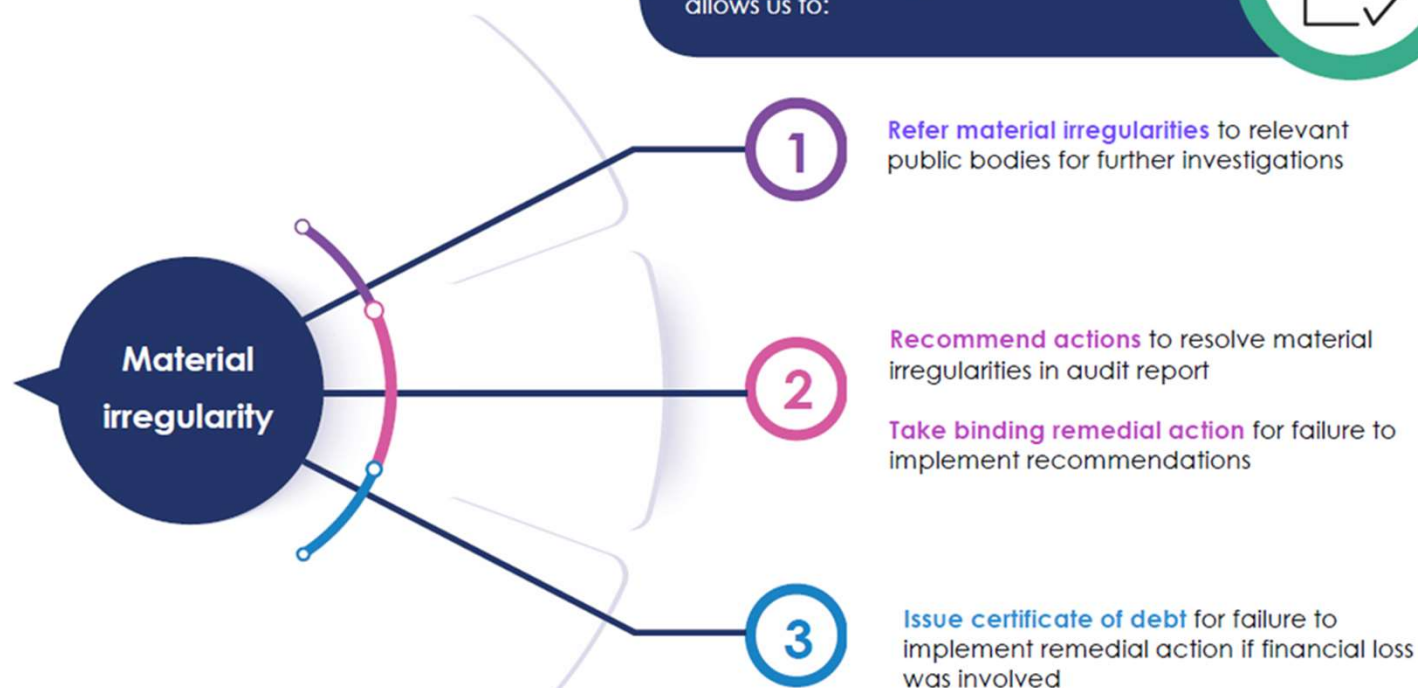 allows us to:
1
Refer material irregularities to relevant
public bodies for further investigations
Material
irregularity
2
Recommend actions to resolve material
irregularities in audit report
Take binding remedial action for failure to
implement recommendations
3
Issue certificate of debt for failure to
implement remedial action if financial loss
was involved